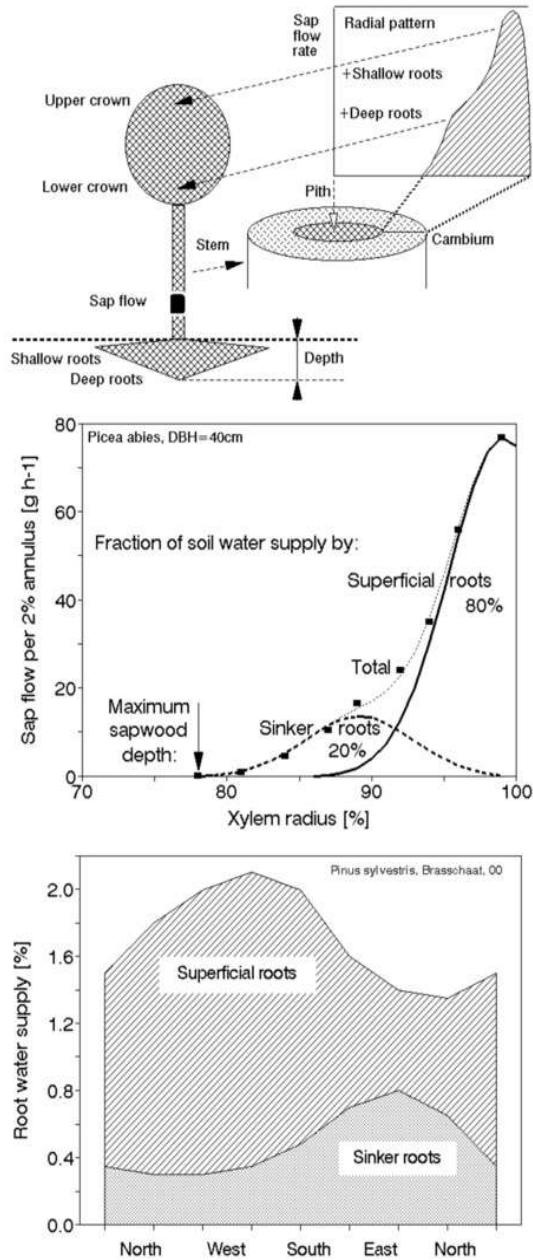 Sap
flow
rate
Radial pattern
+Shallow roots
+Deep roots
Upper crown
Lower crown
Pith
Stem
Cambium
Sap flow
Shallow roots
Deep roots
Depth
Picea abies, DBH=40cm
Sap flow per 2% annulus [g h-1]
80
60
40
20
0
Fraction of soil water supply by:
Superficial roots
80%
Total
Maximum
sapwood
depth:
Sinker roots
20%
70 80 90 100
Xylem radius [%]
Pinus sylvestris, Brasschaat, 00
Root water supply [%]
2.0
1.6
1.2
0.8
0.4
0.0
Superficial roots
Sinker roots
North West South East North